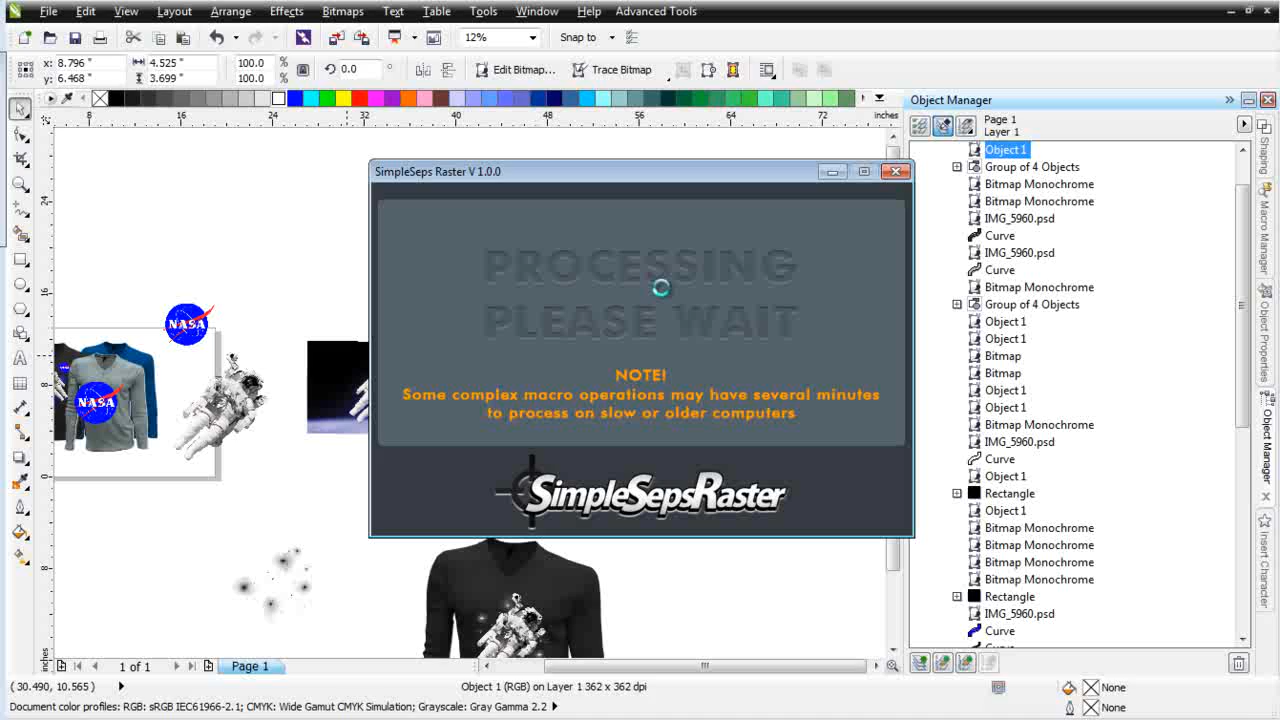 File Edit View Layout Arrange Effects Bitmaps Text Table Tools Window Help Advanced Tools
12% Snap to
x: 8.796 " 4.525 " 100.0 % 0.0 ° Edit Bitmap... Trace Bitmap
y: 6.468 " 3.699 " 100.0 %
8 16 24 32 40 48 56 64 72 inches
24
16
8
0
8
inches
NASA
NASA
SimpleSeps Raster V 1.0.0
PROCESSING
PLEASE WAIT
NOTE!
Some complex macro operations may have several minutes
to process on slow or older computers
SimpleSepsRaster
Object Manager
Page 1
Layer 1
Object 1
Group of 4 Objects
Bitmap Monochrome
Bitmap Monochrome
IMG_5960.psd
Curve
IMG_5960.psd
Curve
Bitmap Monochrome
Group of 4 Objects
Object 1
Object 1
Bitmap
Bitmap
Object 1
Object 1
Bitmap Monochrome
IMG_5960.psd
Curve
Object 1
Rectangle
Object 1
Bitmap Monochrome
Bitmap Monochrome
Bitmap Monochrome
Bitmap Monochrome
Rectangle
IMG_5960.psd
Curve
Shaping
Macro Manager
Object Properties
Object Manager
Insert Character
1 of 1 Page 1
( 30.490, 10.565 ) Object 1 (RGB) on Layer 1 362 x 362 dpi None
Document color profiles: RGB: sRGB IEC61966-2.1; CMYK: Wide Gamut CMYK Simulation; Grayscale: Gray Gamma 2.2 None